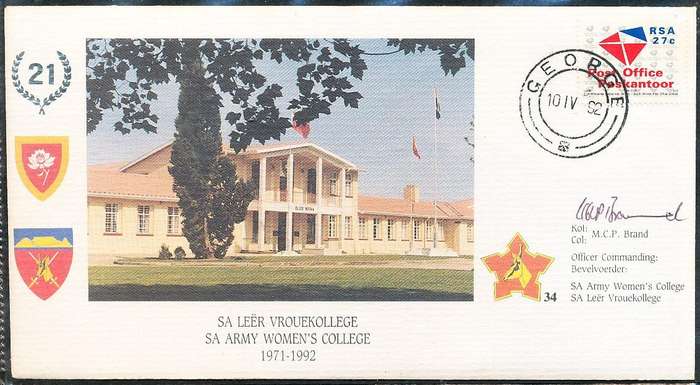 21
RSA
27c
Post Office
Poskantoor
GEORGE
10 IV 92
Kol: M.C.P. Brand
Col:
Officer Commanding:
Bevelvoerder:
SA Army Women's College
SA Leër Vrouekollege
34
SA LEËR VROUEKOLLEGE
SA ARMY WOMEN'S COLLEGE
1971-1992